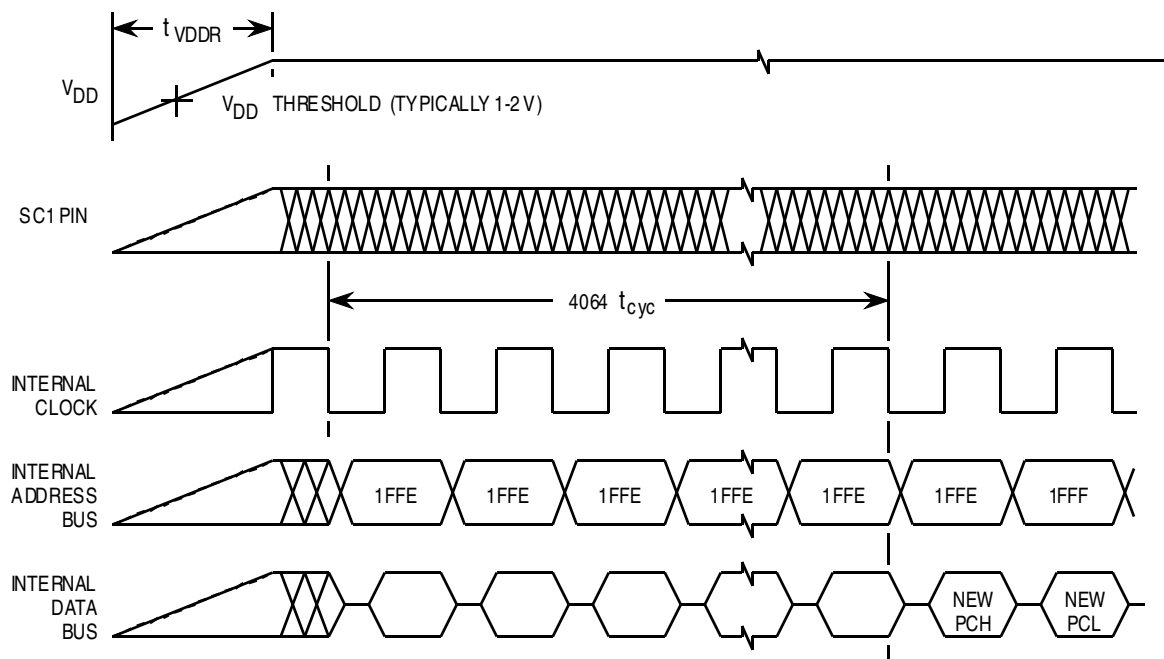 t VDDR
VDD
VDD THRESHOLD (TYPICALLY 1-2 V)
SC1 PIN
4064 tcyc
INTERNAL
CLOCK
INTERNAL
ADDRESS
BUS
1FFE 1FFE 1FFE 1FFE 1FFE 1FFE 1FFF
INTERNAL
DATA
BUS
NEW
PCH
NEW
PCL